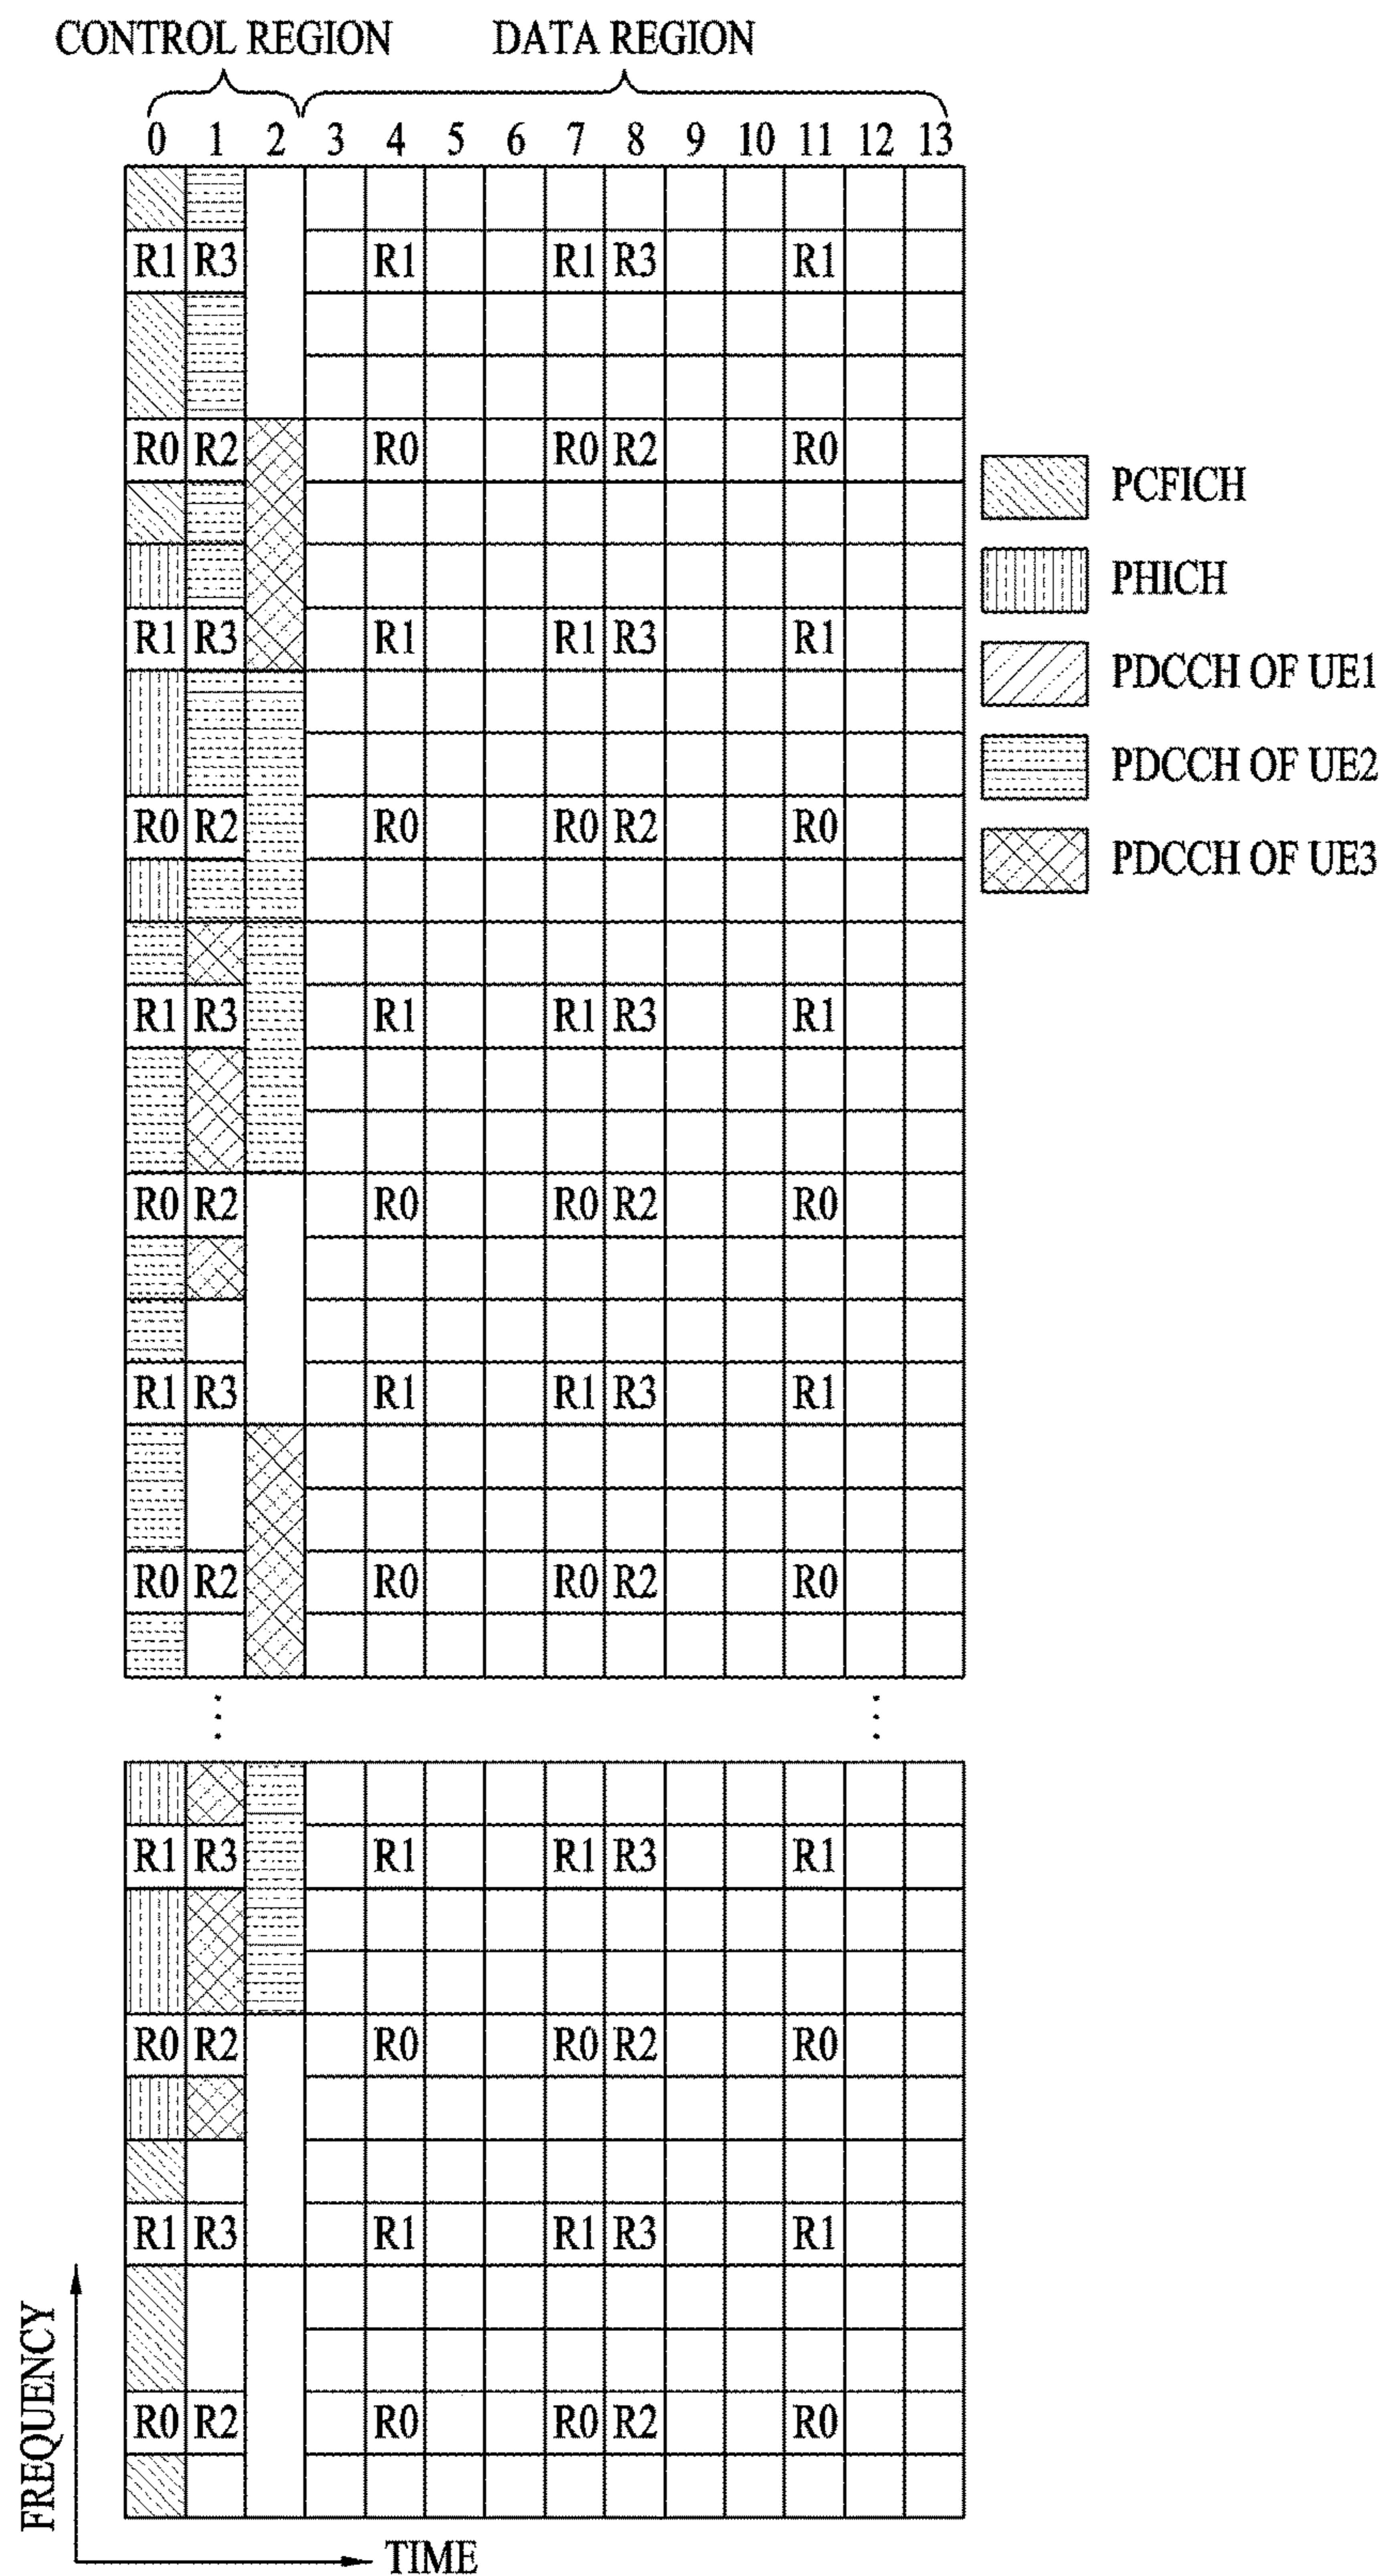 CONTROL REGION DATA REGION
0 1 2 3 4 5 6 7 8 9 10 11 12 13
R1 R3 R1 R1 R3 R1
R0 R2 R0 R0 R2 R0
R1 R3 R1 R1 R3 R1
R0 R2 R0 R0 R2 R0
R1 R3 R1 R1 R3 R1
R0 R2 R0 R0 R2 R0
R1 R3 R1 R1 R3 R1
R0 R2 R0 R0 R2 R0
R1 R3 R1 R1 R3 R1
R0 R2 R0 R0 R2 R0
R1 R3 R1 R1 R3 R1
R0 R2 R0 R0 R2 R0
PCFICH
PHICH
PDCCH OF UE1
PDCCH OF UE2
PDCCH OF UE3
FREQUENCY
TIME